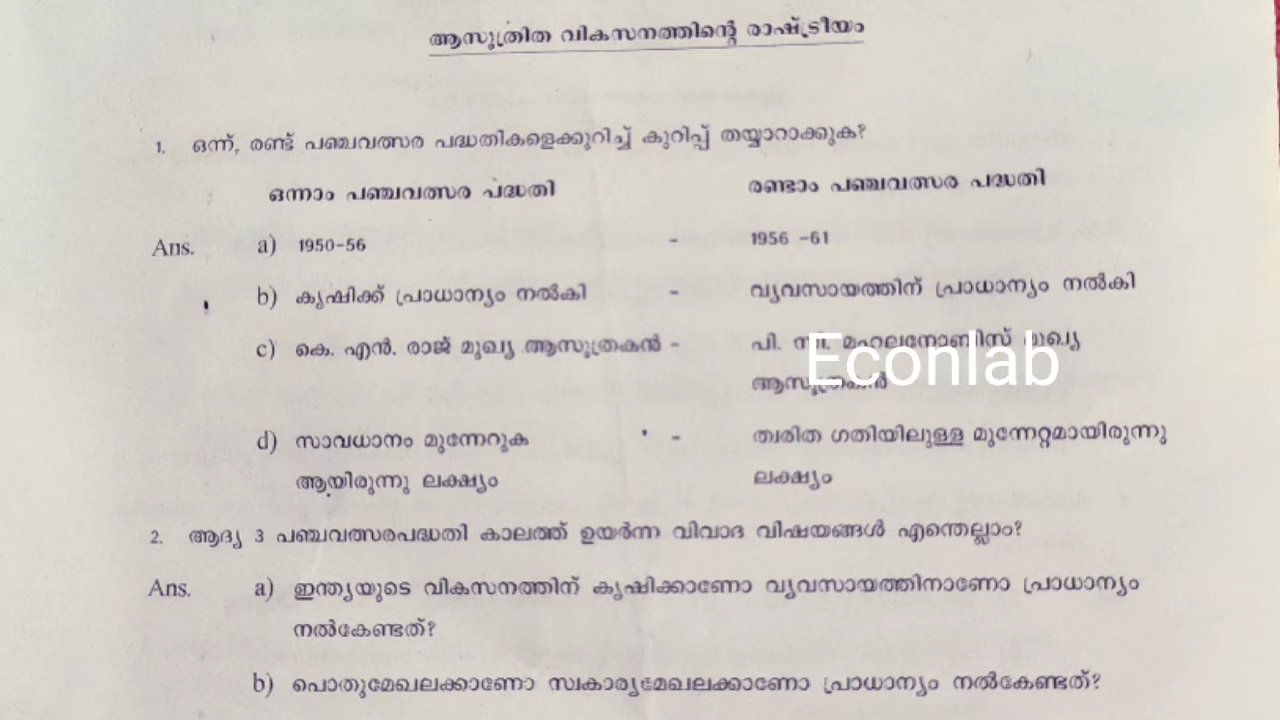 ആസൂത്രിത വികസനത്തിന്റെ രാഷ്ട്രീയം
1. ഒന്ന്, രണ്ട് പഞ്ചവത്സര പദ്ധതികളെക്കുറിച്ച് കുറിപ്പ് തയ്യാറാക്കുക?
ഒന്നാം പഞ്ചവത്സര പദ്ധതി രണ്ടാം പഞ്ചവത്സര പദ്ധതി
Ans. a) 1950-56 - 1956 -61
b) കൃഷിക്ക് പ്രാധാന്യം നൽകി - വ്യവസായത്തിന് പ്രാധാന്യം നൽകി
c) കെ. എൻ. രാജ് മുഖ്യ ആസൂത്രകൻ - പി. സി. മഹലനോബിസ് മുഖ്യ
Econlab
ആസൂത്രകൻ
d) സാവധാനം മുന്നേറുക - ത്വരിത ഗതിയിലുള്ള മുന്നേറ്റമായിരുന്നു
ആയിരുന്നു ലക്ഷ്യം ലക്ഷ്യം
2. ആദ്യ 3 പഞ്ചവത്സരപദ്ധതി കാലത്ത് ഉയർന്ന വിവാദ വിഷയങ്ങൾ എന്തെല്ലാം?
Ans. a) ഇന്ത്യയുടെ വികസനത്തിന് കൃഷിക്കാണോ വ്യവസായത്തിനാണോ പ്രാധാന്യം
നൽകേണ്ടത്?
b) പൊതുമേഖലക്കാണോ സ്വകാര്യമേഖലക്കാണോ പ്രാധാന്യം നൽകേണ്ടത്?